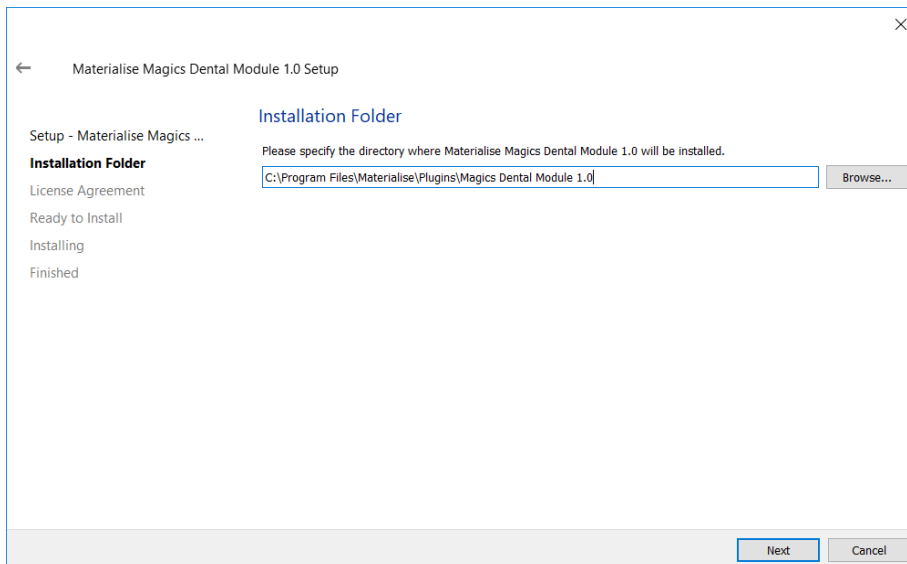 Materialise Magics Dental Module 1.0 Setup
Setup - Materialise Magics ...
Installation Folder
License Agreement
Ready to Install
Installing
Finished
Installation Folder
Please specify the directory where Materialise Magics Dental Module 1.0 will be installed.
C:\Program Files\Materialise\Plugins\Magics Dental Module 1.0
Browse...
Next
Cancel